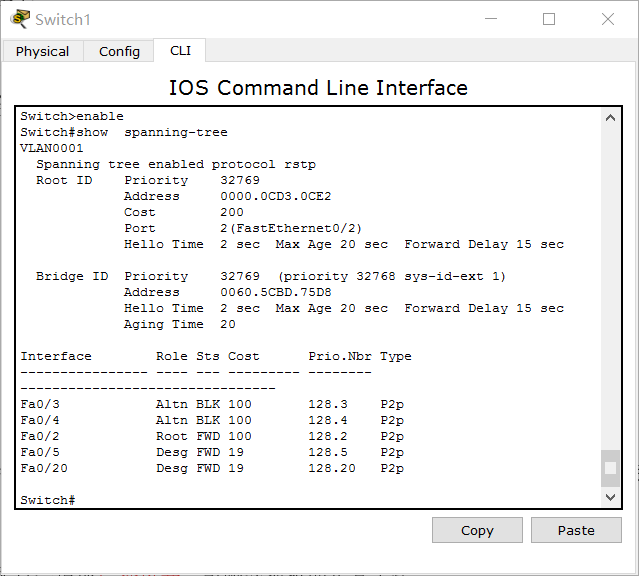 Switch1
Physical Config CLI
IOS Command Line Interface
Switch>enable
Switch#show  spanning-tree
VLAN0001
  Spanning tree enabled protocol rstp
  Root ID    Priority    32769
             Address     0000.0CD3.0CE2
             Cost        200
             Port        2(FastEthernet0/2)
             Hello Time  2 sec  Max Age 20 sec  Forward Delay 15 sec

  Bridge ID  Priority    32769  (priority 32768 sys-id-ext 1)
             Address     0060.5CBD.75D8
             Hello Time  2 sec  Max Age 20 sec  Forward Delay 15 sec
             Aging Time  20

Interface        Role Sts Cost      Prio.Nbr Type
---------------- ---- --- --------- --------
--------------------------------
Fa0/3            Altn BLK 100       128.3    P2p
Fa0/4            Altn BLK 100       128.4    P2p
Fa0/2            Root FWD 100       128.2    P2p
Fa0/5            Desg FWD 19        128.5    P2p
Fa0/20           Desg FWD 19        128.20   P2p

Switch#
Copy Paste